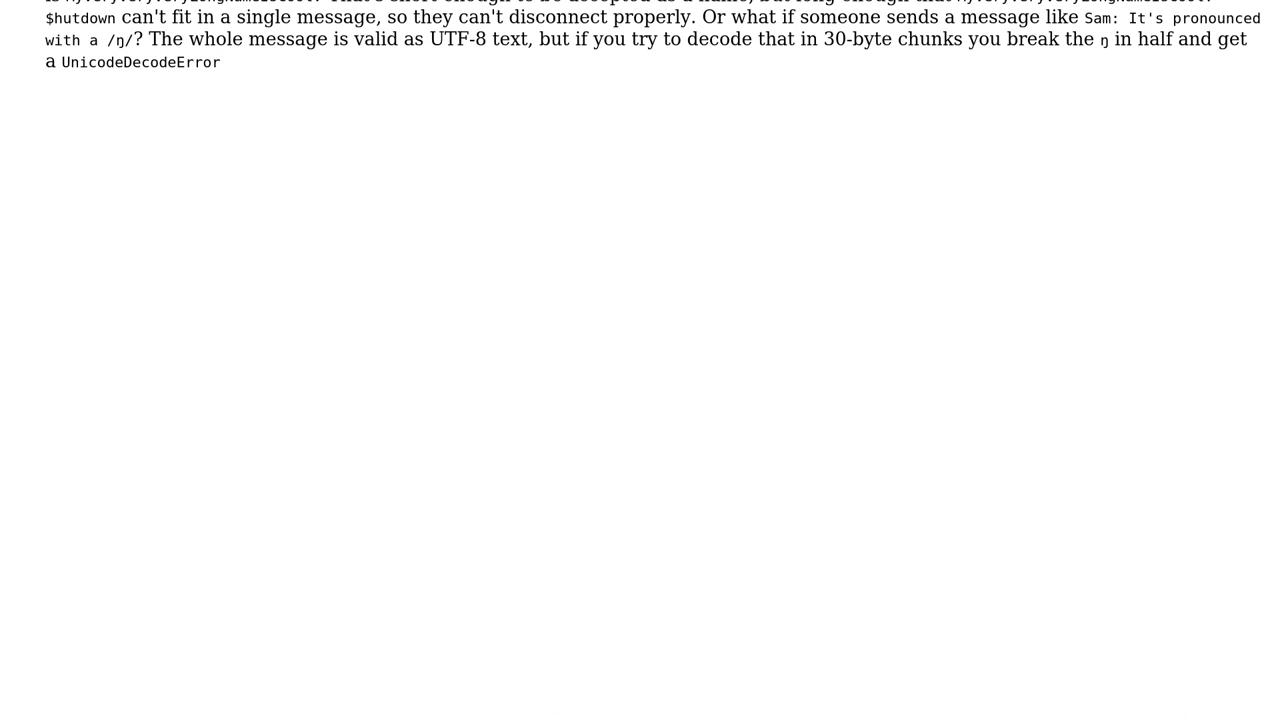 $hutdown can't fit in a single message, so they can't disconnect properly. Or what if someone sends a message like Sam: It's pronounced
with a /ŋ/? The whole message is valid as UTF-8 text, but if you try to decode that in 30-byte chunks you break the ŋ in half and get
a UnicodeDecodeError